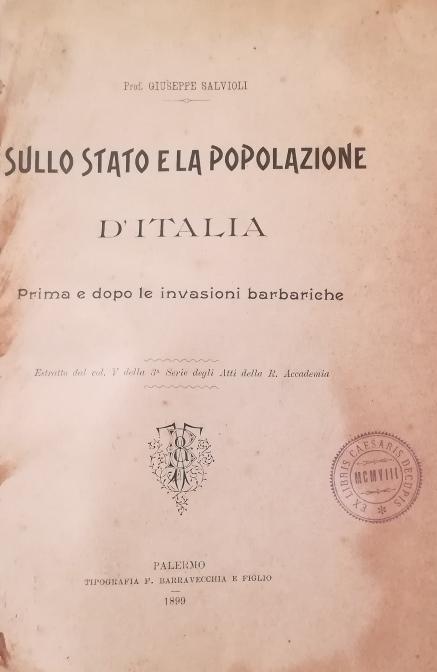 Prof. GIUSEPPE SALVIOLI
SULLO STATO E LA POPOLAZIONE
D'ITALIA
Prima e dopo le invasioni barbariche
Estratto dal vol. V della 3ª Serie degli Atti della R. Accademia
EX LIBRIS CAESARIS DECUPIS
MCMVIII
PALERMO
TIPOGRAFIA F. BARRAVECCHIA E FIGLIO
1899